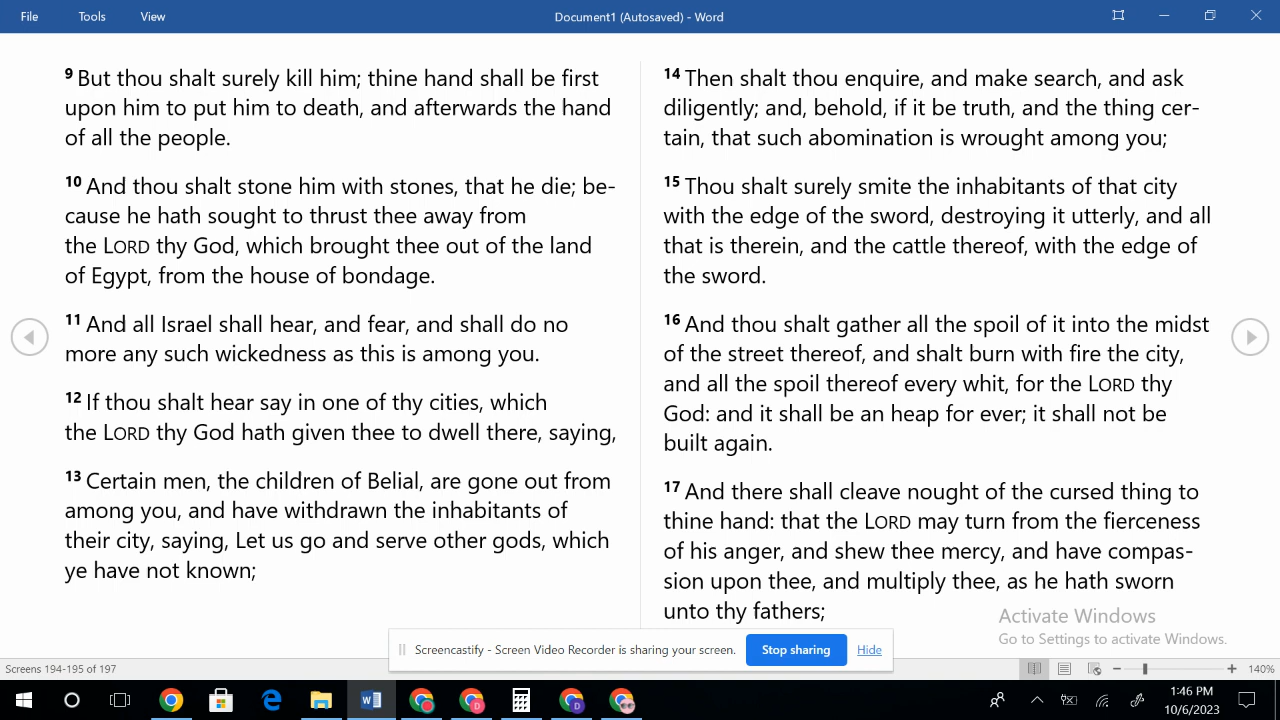 File Tools View Document1 (Autosaved) - Word
9 But thou shalt surely kill him; thine hand shall be first
upon him to put him to death, and afterwards the hand
of all the people.
10 And thou shalt stone him with stones, that he die; be-
cause he hath sought to thrust thee away from
the LORD thy God, which brought thee out of the land
of Egypt, from the house of bondage.
11 And all Israel shall hear, and fear, and shall do no
more any such wickedness as this is among you.
12 If thou shalt hear say in one of thy cities, which
the LORD thy God hath given thee to dwell there, saying,
13 Certain men, the children of Belial, are gone out from
among you, and have withdrawn the inhabitants of
their city, saying, Let us go and serve other gods, which
ye have not known;
14 Then shalt thou enquire, and make search, and ask
diligently; and, behold, if it be truth, and the thing cer-
tain, that such abomination is wrought among you;
15 Thou shalt surely smite the inhabitants of that city
with the edge of the sword, destroying it utterly, and all
that is therein, and the cattle thereof, with the edge of
the sword.
16 And thou shalt gather all the spoil of it into the midst
of the street thereof, and shalt burn with fire the city,
and all the spoil thereof every whit, for the LORD thy
God: and it shall be an heap for ever; it shall not be
built again.
17 And there shall cleave nought of the cursed thing to
thine hand: that the LORD may turn from the fierceness
of his anger, and shew thee mercy, and have compas-
sion upon thee, and multiply thee, as he hath sworn
unto thy fathers;
Activate Windows
Go to Settings to activate Windows.
Screencastify - Screen Video Recorder is sharing your screen. Stop sharing Hide
Screens 194-195 of 197 140%
1:46 PM
10/6/2023